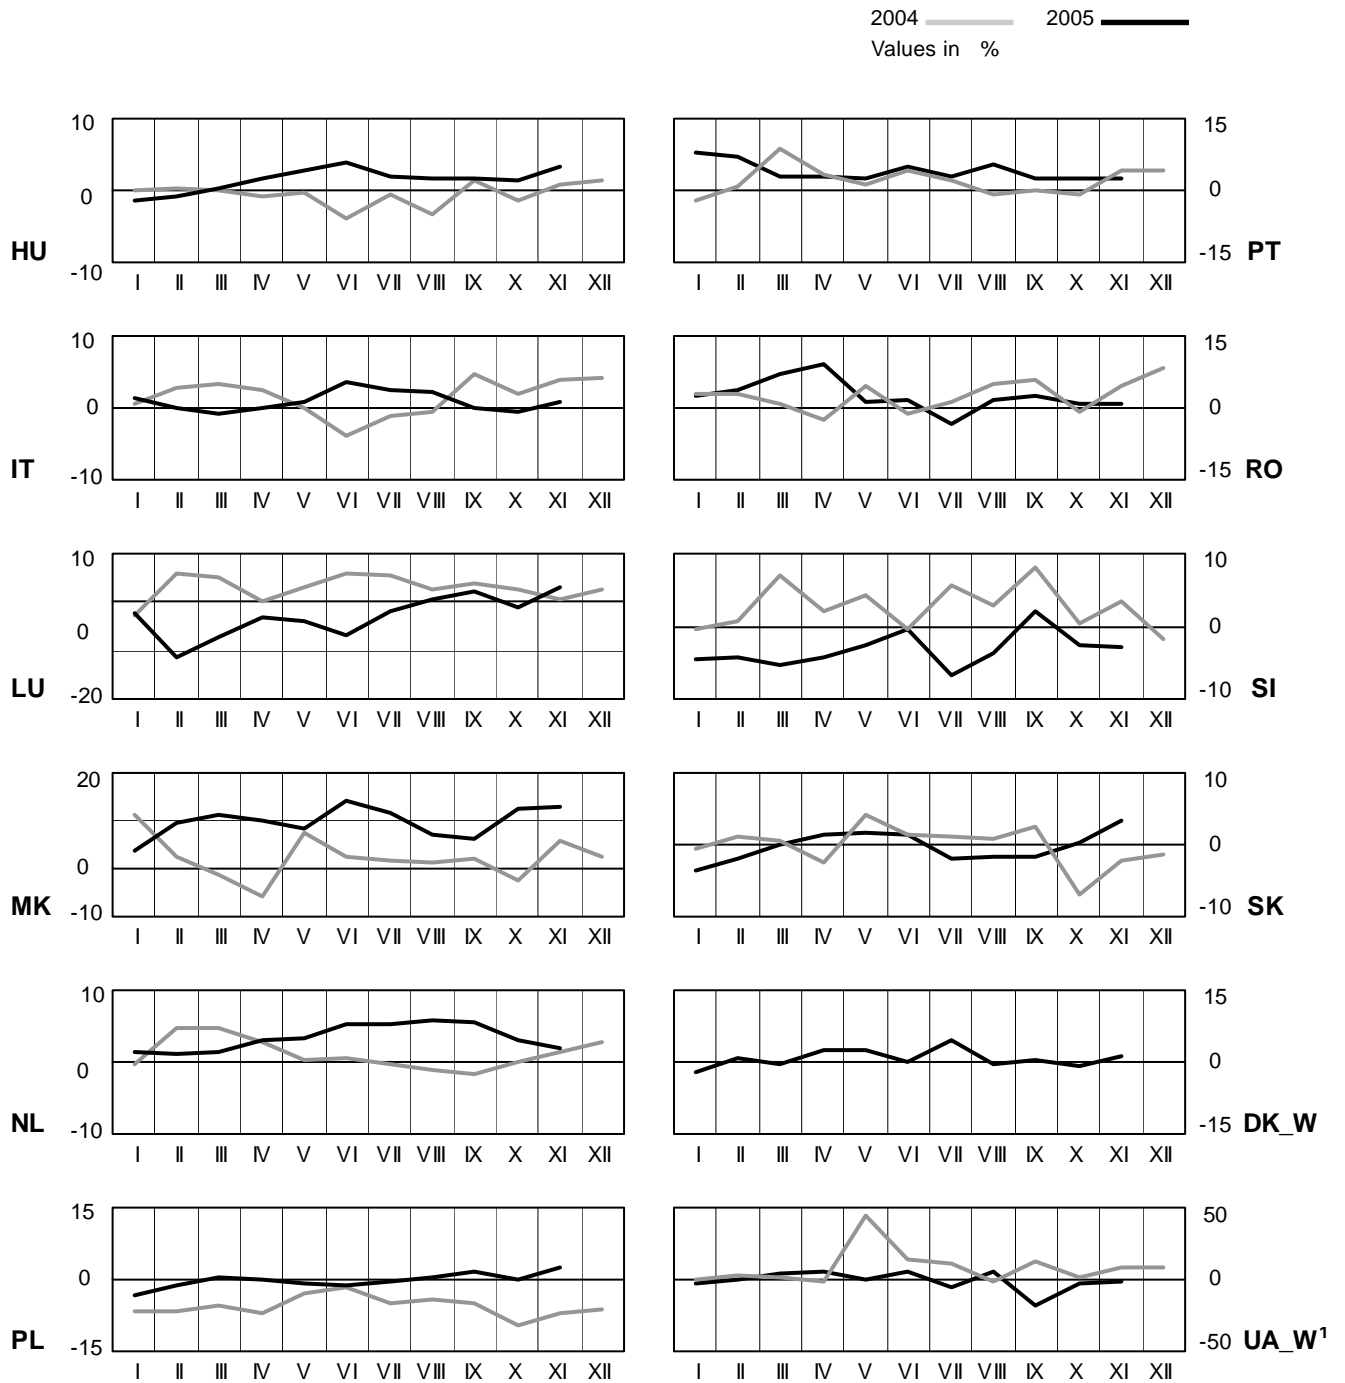 2004 2005
Values in %
10 15
0 0
HU PT
-10 -15
I II III IV V VI VII VIII IX X XI XII I II III IV V VI VII VIII IX X XI XII
10 15
0 0
IT RO
-10 -15
I II III IV V VI VII VIII IX X XI XII I II III IV V VI VII VIII IX X XI XII
10 10
0 0
LU SI
-20 -10
I II III IV V VI VII VIII IX X XI XII I II III IV V VI VII VIII IX X XI XII
20 10
0 0
MK SK
-10 -10
I II III IV V VI VII VIII IX X XI XII I II III IV V VI VII VIII IX X XI XII
10 15
0 0
NL DK_W
-10 -15
I II III IV V VI VII VIII IX X XI XII I II III IV V VI VII VIII IX X XI XII
15 50
0 0
PL UA_W¹
-15 -50
I II III IV V VI VII VIII IX X XI XII I II III IV V VI VII VIII IX X XI XII